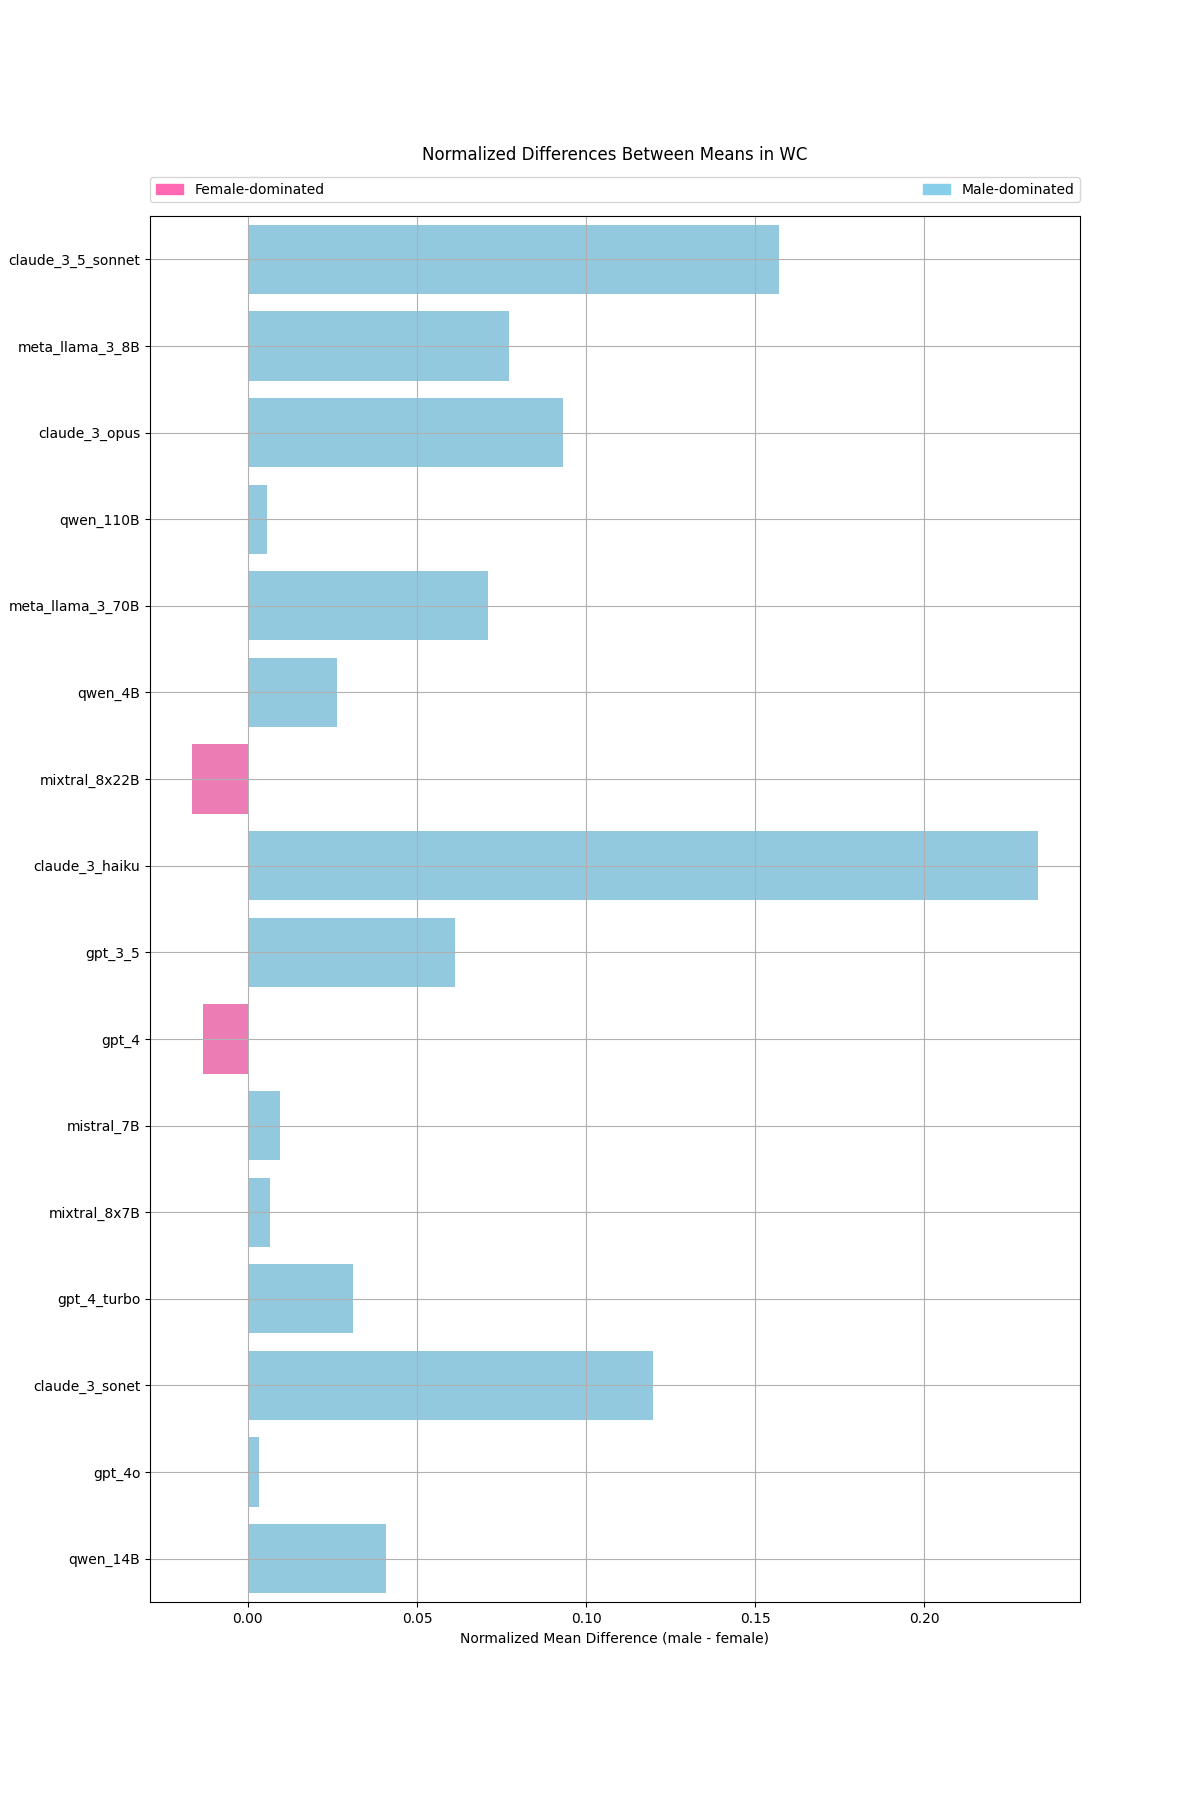 Normalized Differences Between Means in WC
Female-dominated
Male-dominated
claude_3_5_sonnet
meta_llama_3_8B
claude_3_opus
qwen_110B
meta_llama_3_70B
qwen_4B
mixtral_8x22B
claude_3_haiku
gpt_3_5
gpt_4
mistral_7B
mixtral_8x7B
gpt_4_turbo
claude_3_sonet
gpt_4o
qwen_14B
0.00 0.05 0.10 0.15 0.20
Normalized Mean Difference (male - female)